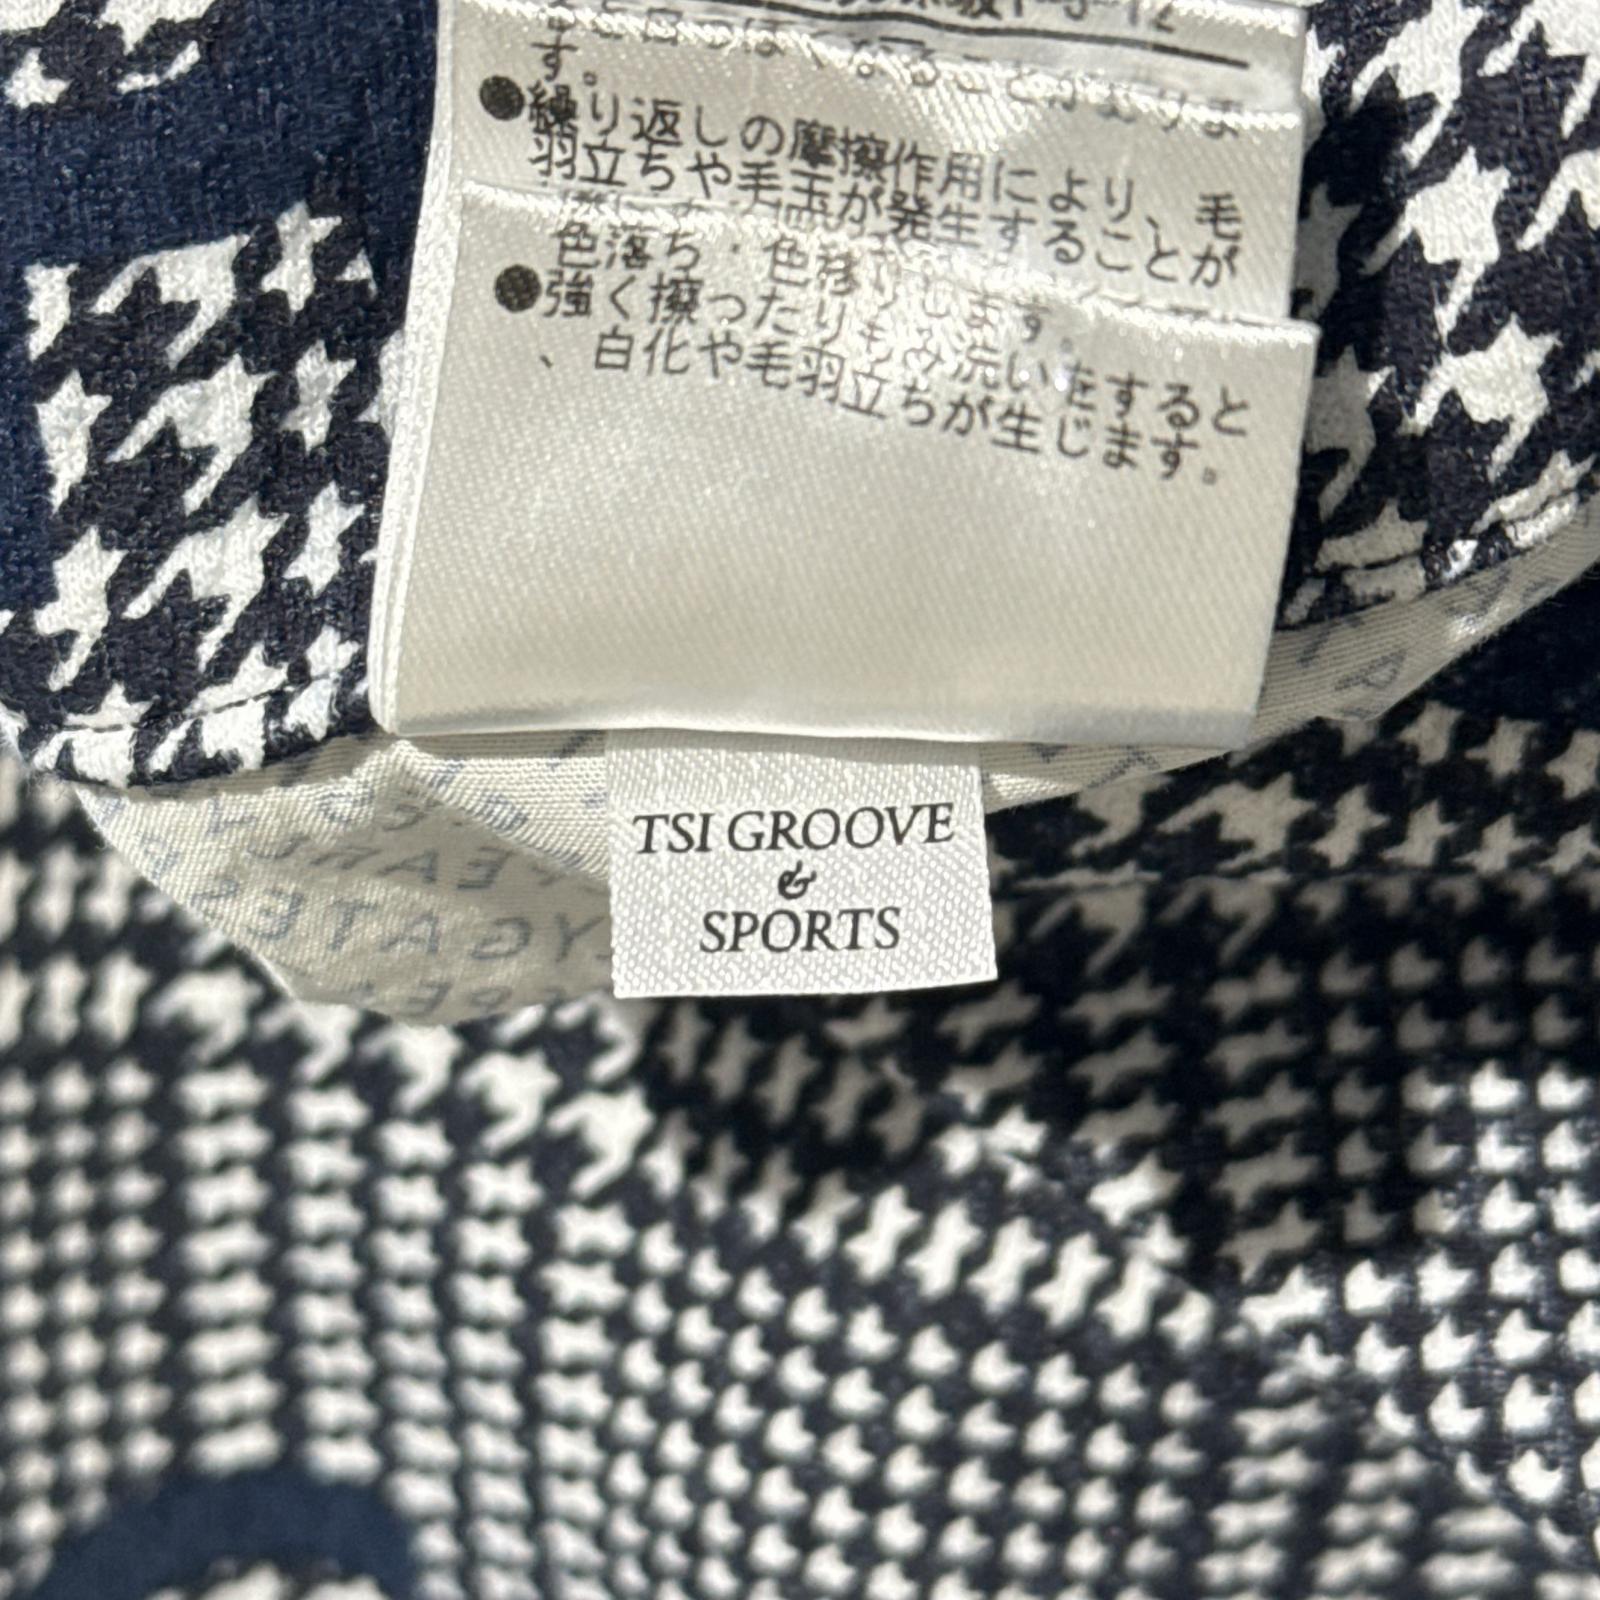 す。
●繰り返しの摩擦作用により、毛
羽立ちや毛玉が発生することが
色落ち・色移りします。
●強く擦ったりもみ洗いをすると
、白化や毛羽立ちが生じます。
TSI GROOVE
&
SPORTS